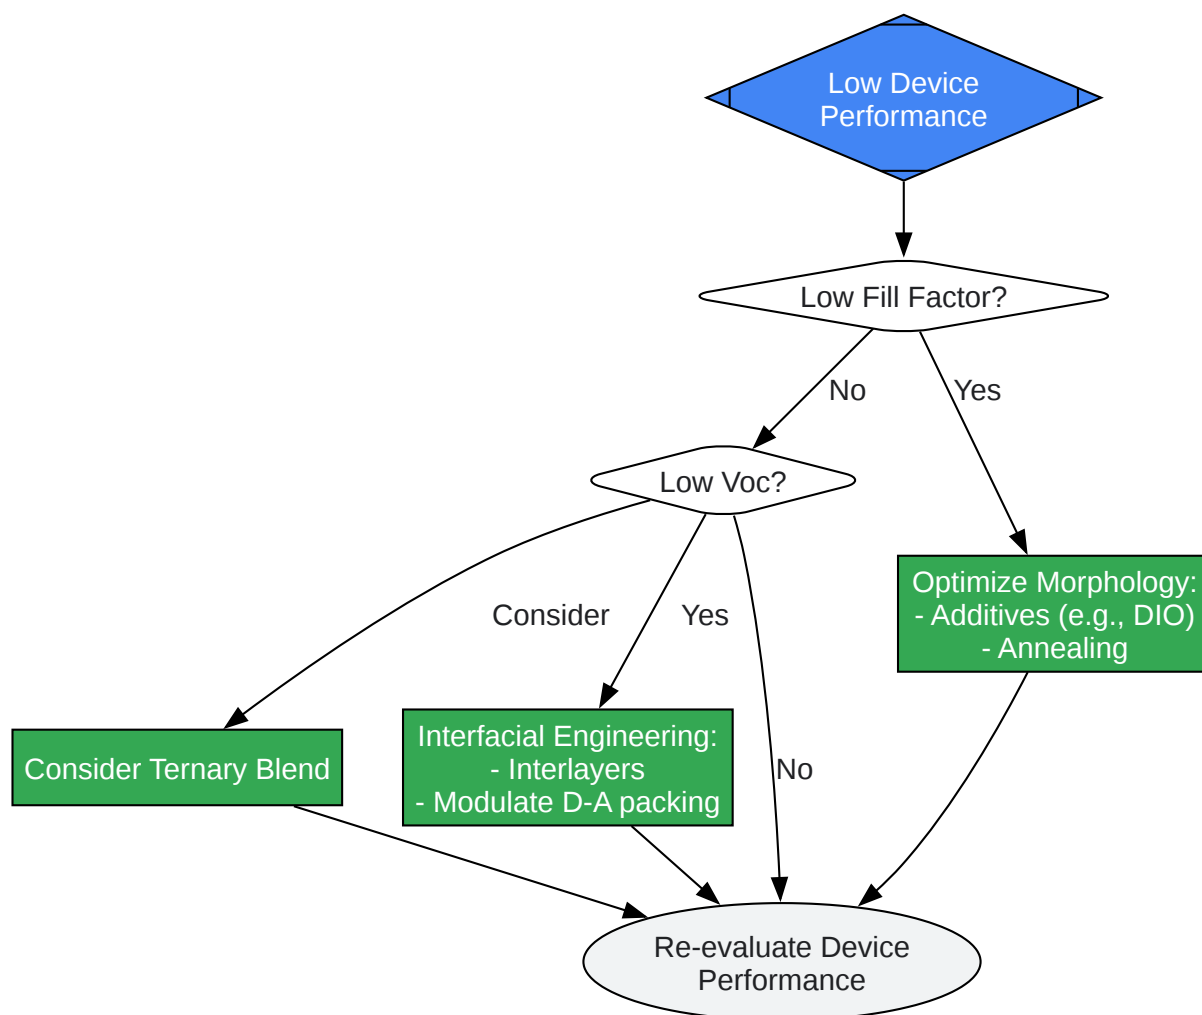 Low Device
Performance
Low Fill Factor?
No
Yes
Low Voc?
Optimize Morphology:
- Additives (e.g., DIO)
- Annealing
Consider
Yes
No
Consider Ternary Blend
Interfacial Engineering:
- Interlayers
- Modulate D-A packing
Re-evaluate Device
Performance